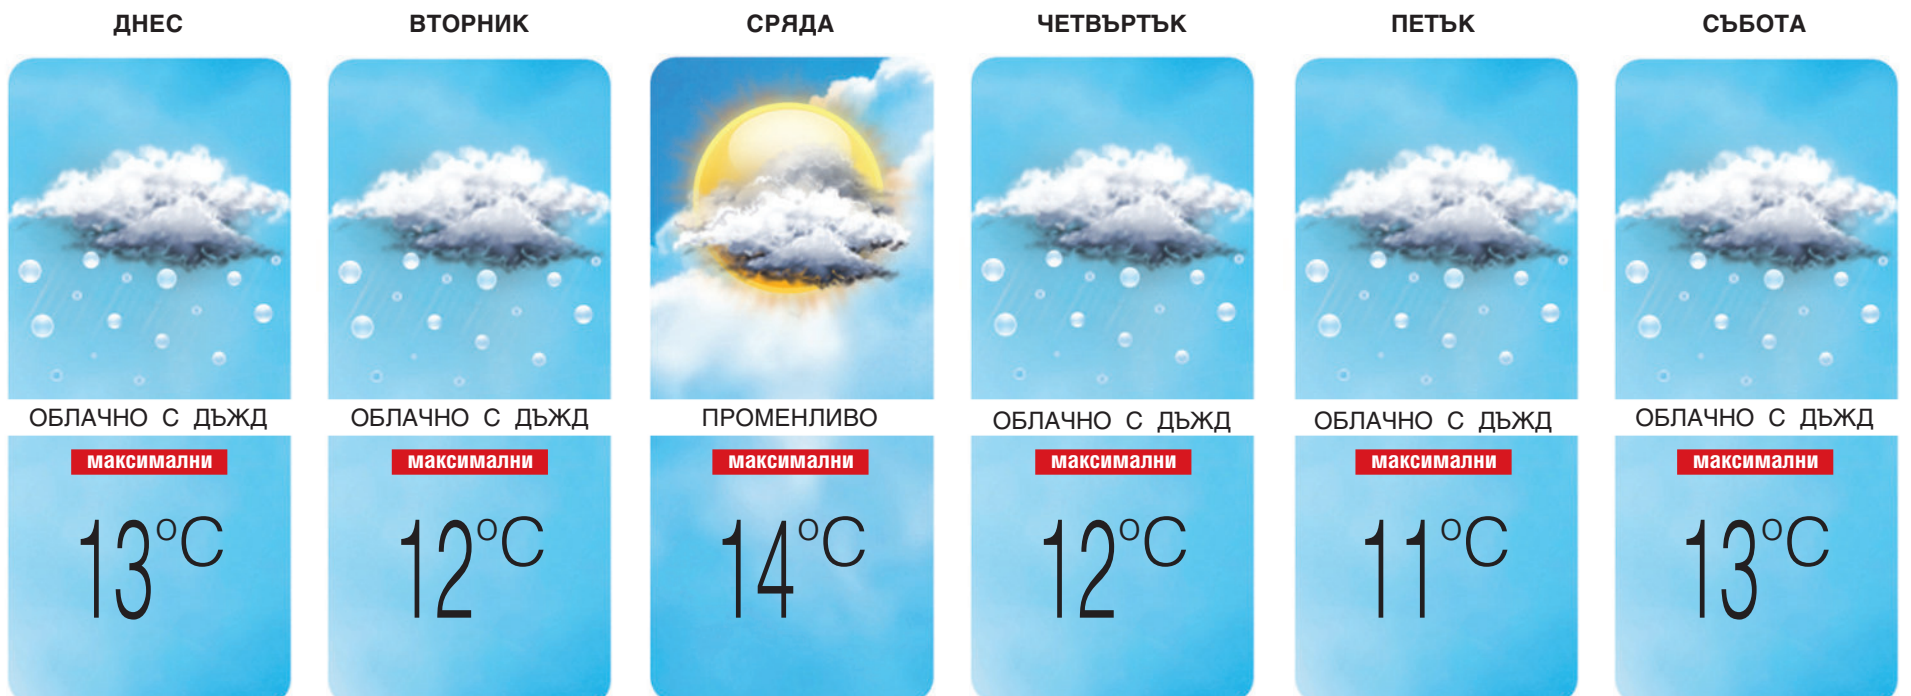 ДНЕС ВТОРНИК СРЯДА ЧЕТВЪРТЪК ПЕТЪК СЪБОТА
ОБЛАЧНО С ДЪЖД ОБЛАЧНО С ДЪЖД ПРОМЕНЛИВО ОБЛАЧНО С ДЪЖД ОБЛАЧНО С ДЪЖД ОБЛАЧНО С ДЪЖД
максимални максимални максимални максимални максимални максимални
13°C 12°C 14°C 12°C 11°C 13°C